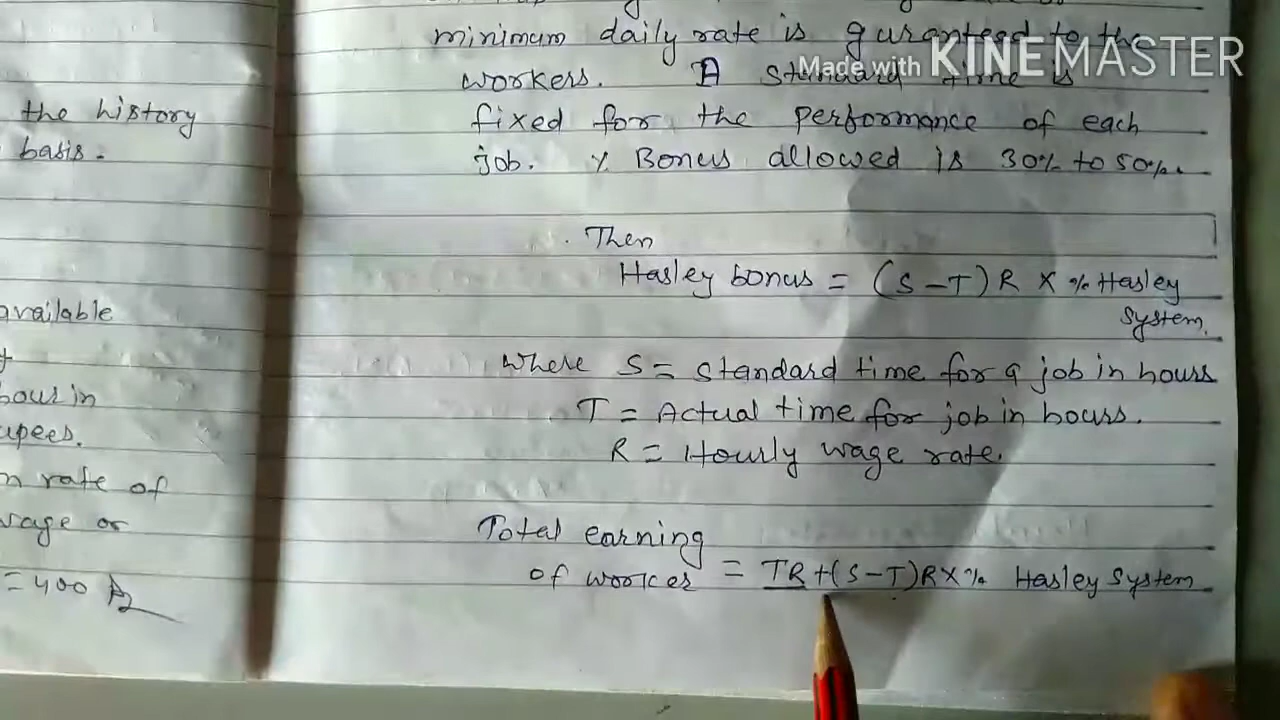 the history
basis.
available
hour in
rupees.
rate of
wage or
= 400 Rs
minimum daily rate is guranteed to the
workers. A standard time is
fixed for the performance of each
job. % Bonus allowed is 30% to 50%.
Then
Hasley bonus = (S-T) R X % Hasley
System.
where S = standard time for a job in hours
T = Actual time for job in hours.
R = Hourly wage rate.
Total earning
of worker = TR+(S-T)RX% Hasley System
Made with KINEMASTER